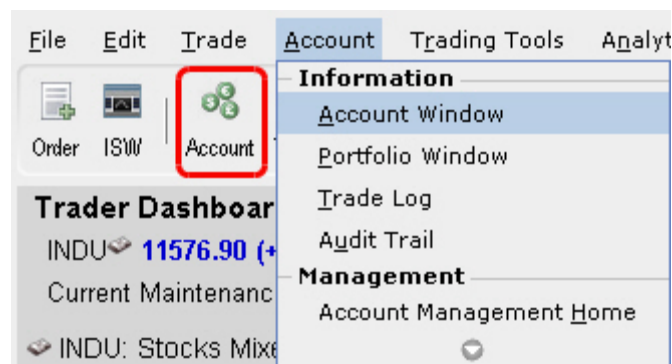 File Edit Trade Account Trading Tools Analyt
Order ISW Account
Information
Account Window
Portfolio Window
Trade Log
Audit Trail
Management
Account Management Home
Trader Dashboar
INDU 11576.90 (+
Current Maintenanc
INDU: Stocks Mixe